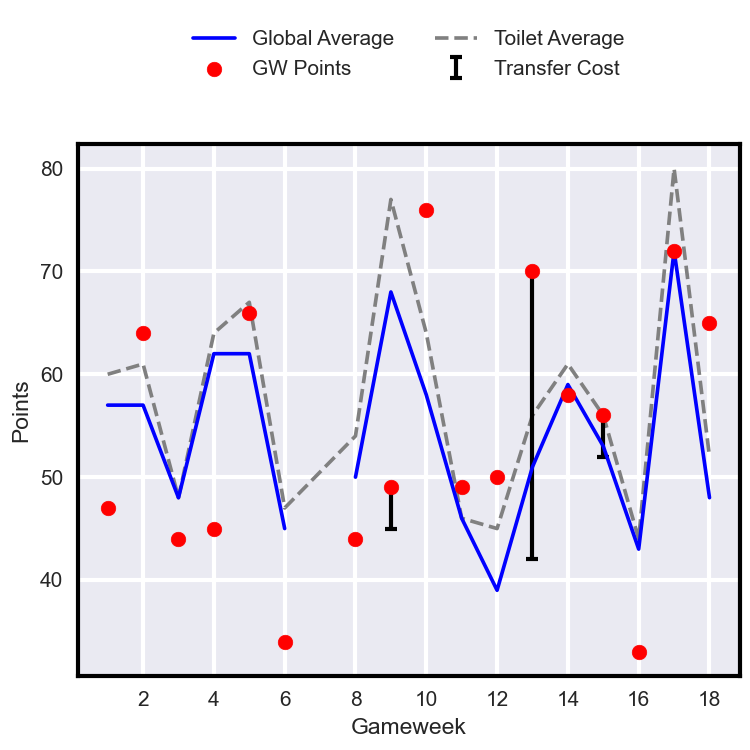 Global Average
Toilet Average
GW Points
Transfer Cost
80
70
60
50
40
Points
2 4 6 8 10 12 14 16 18
Gameweek